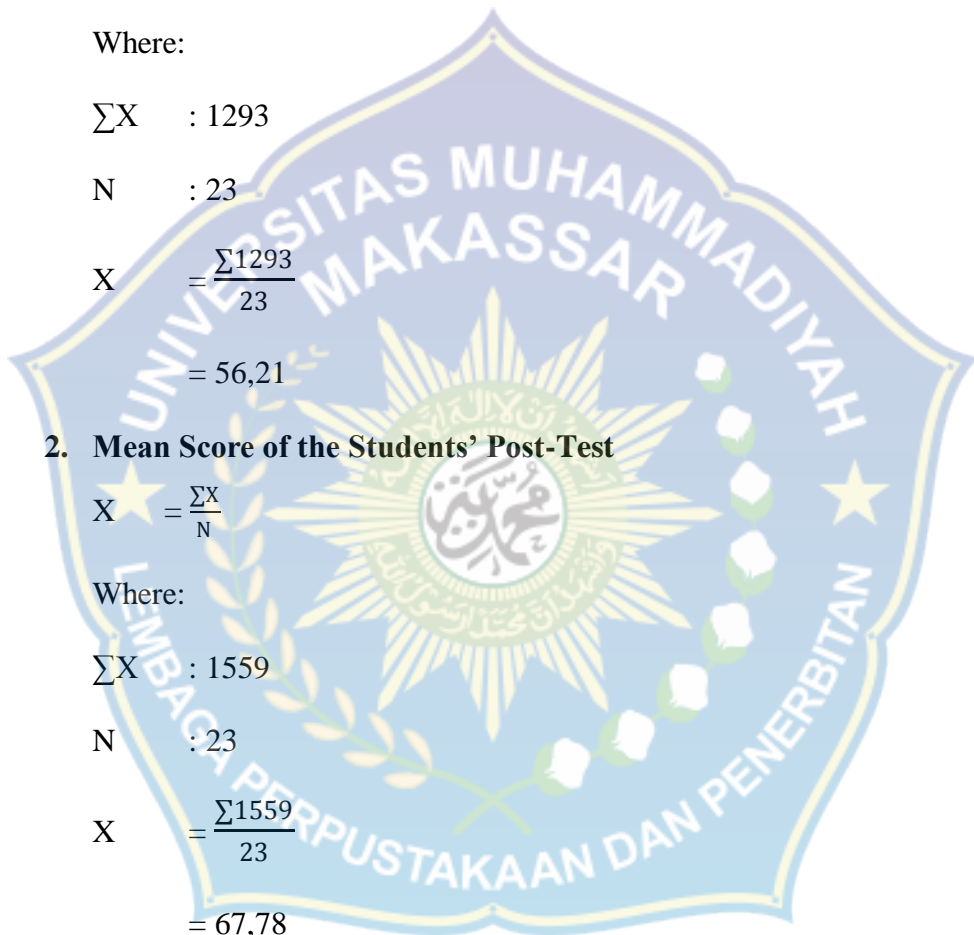 Where:
∑X : 1293
N : 23
X = ∑1293/23
= 56,21
2. Mean Score of the Students’ Post-Test
X = ∑X/N
Where:
∑X : 1559
N : 23
X = ∑1559/23
= 67,78
UNIVERSITAS MUHAMMADIYAH
MAKASSAR
LEMBAGA PERPUSTAKAAN DAN PENERBITAN